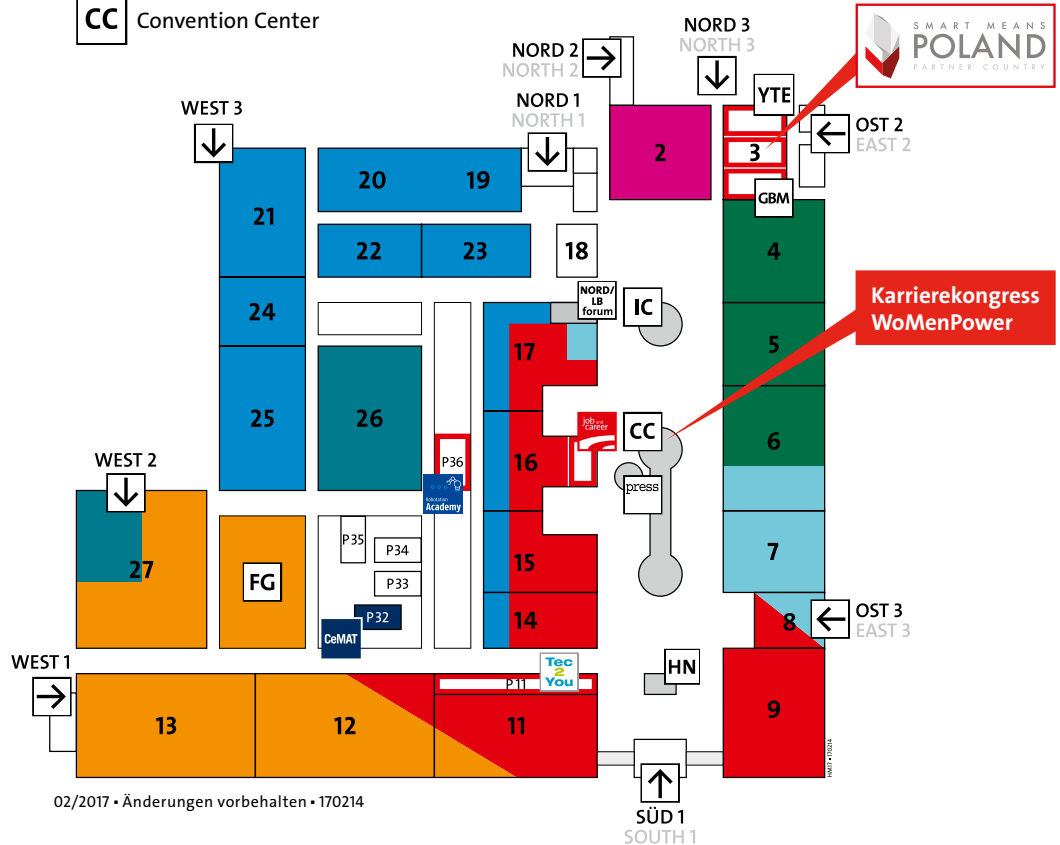 CC Convention Center
SMART MEANS
POLAND
PARTNER COUNTRY
NORD 3
NORTH 3
NORD 2
NORTH 2
YTE
NORD 1
NORTH 1
WEST 3
OST 2
EAST 2
2
3
20
19
GBM
21
18
22
23
4
NORD/
LB
forum
IC
Karrierekongress
WoMenPower
24
17
5
25
26
job and
career
CC
6
WEST 2
P36
16
press
Robotation
Academy
P35
P34
7
27
FG
P33
15
P32
CeMAT
14
8
OST 3
EAST 3
WEST 1
Tec
2
You
HN
P11
13
12
11
9
HM17 • 170214
02/2017 ▪ Änderungen vorbehalten ▪ 170214
SÜD 1
SOUTH 1